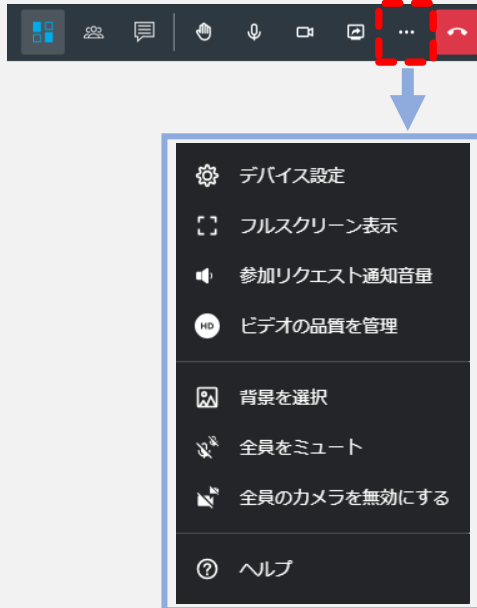 デバイス設定
フルスクリーン表示
参加リクエスト通知音量
HD
ビデオの品質を管理
背景を選択
全員をミュート
全員のカメラを無効にする
ヘルプ